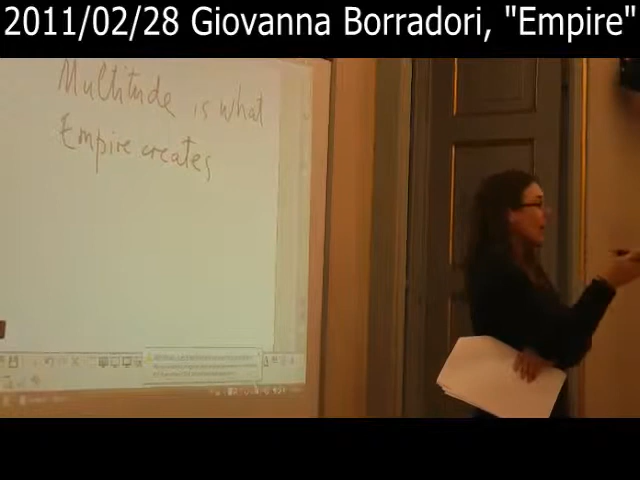 2011/02/28 Giovanna Borradori, "Empire"
Multitude is what
Empire creates